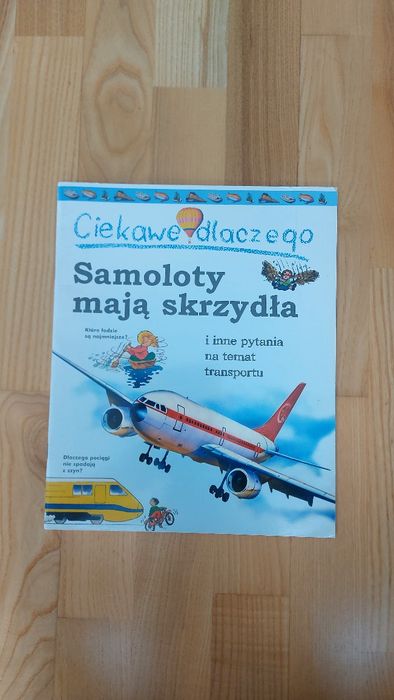 Ciekawe dlaczego
Samoloty
mają skrzydła
i inne pytania
na temat
transportu
Które łodzie
są najmniejsze?
Dlaczego pociągi
nie spadają
z szyn?